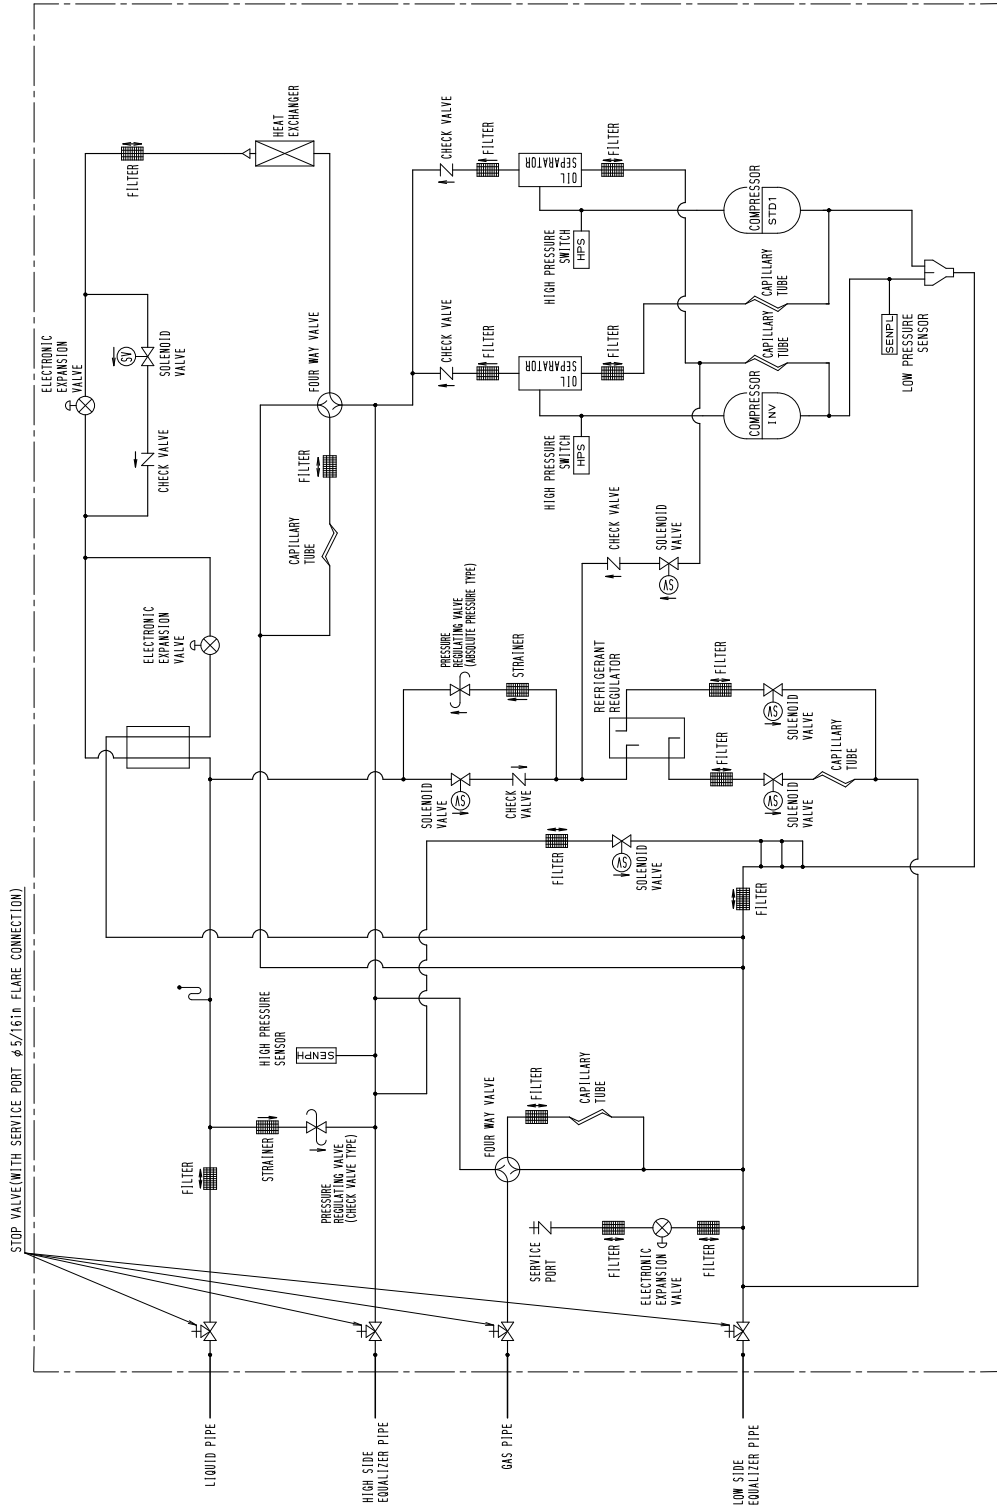 STOP VALVE(WITH SERVICE PORT φ5/16in FLARE CONNECTION)
LIQUID PIPE
HIGH SIDE
EQUALIZER PIPE
GAS PIPE
LOW SIDE
EQUALIZER PIPE
FILTER
STRAINER
PRESSURE
REGULATING VALVE
(CHECK VALVE TYPE)
HIGH PRESSURE
SENSOR
SENPH
FOUR WAY VALVE
FILTER
CAPILLARY
TUBE
SERVICE
PORT
FILTER
ELECTRONIC
EXPANSION
VALVE
FILTER
FILTER
FILTER
SV
SOLENOID
VALVE
SOLENOID
VALVE
SV
CHECK VALVE
PRESSURE
REGULATING VALVE
(ABSOLUTE PRESSURE TYPE)
STRAINER
REFRIGERANT
REGULATOR
FILTER
SV
SOLENOID
VALVE
FILTER
SV
SOLENOID
VALVE
CAPILLARY
TUBE
ELECTRONIC
EXPANSION
VALVE
CAPILLARY
TUBE
FILTER
FOUR WAY VALVE
CHECK VALVE
SOLENOID
VALVE
SV
ELECTRONIC
EXPANSION
VALVE
CHECK VALVE
SV
SOLENOID
VALVE
FILTER
HEAT
EXCHANGER
CHECK VALVE
FILTER
OIL
SEPARATOR
FILTER
HIGH PRESSURE
SWITCH
HPS
COMPRESSOR
INV
CAPILLARY
TUBE
CAPILLARY
TUBE
CHECK VALVE
FILTER
OIL
SEPARATOR
FILTER
HIGH PRESSURE
SWITCH
HPS
COMPRESSOR
STD1
SENPL
LOW PRESSURE
SENSOR